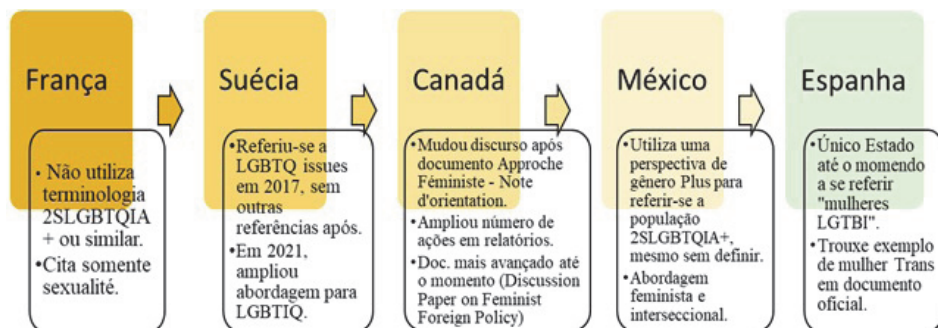 França
• Não utiliza
terminologia
2SLGBTQIA
+ ou similar.
•Cita somente
sexualité.
Suécia
•Referiu-se a
LGBTQ issues
em 2017, sem
outras
referências após.
•Em 2021,
ampliou
abordagem para
LGBTIQ.
Canadá
•Mudou discurso após
documento Approche
Féministe - Note
d'orientation.
•Ampliou número de
ações em relatórios.
•Doc. mais avançado até
o momento (Discussion
Paper on Feminist
Foreign Policy)
México
•Utiliza uma
perspectiva de
gênero Plus para
referir-se a
população
2SLGBTQIA+,
mesmo sem definir.
•Abordagem
feminista e
interseccional.
Espanha
•Único Estado
até o momendo
a se referir
"mulheres
LGTBI".
•Trouxe exemplo
de mulher Trans
em documento
oficial.